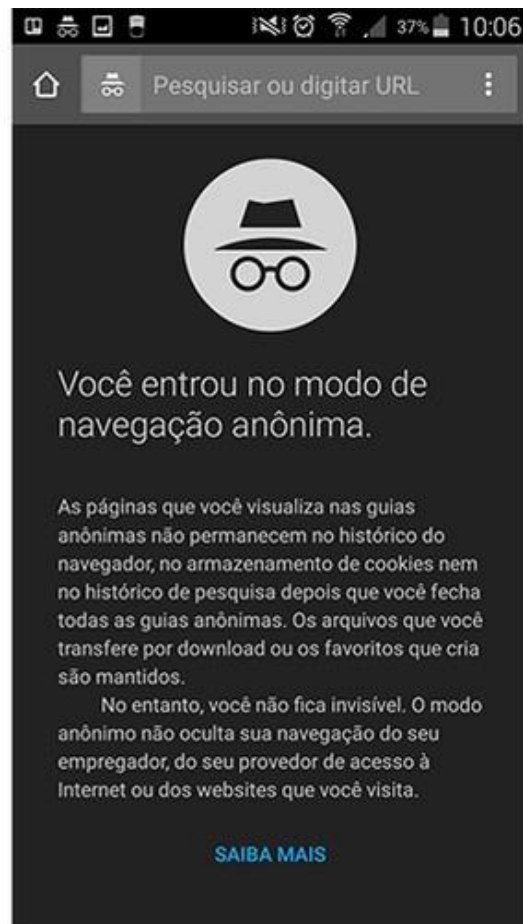 37% 10:06
Pesquisar ou digitar URL
Você entrou no modo de
navegação anônima.
As páginas que você visualiza nas guias
anônimas não permanecem no histórico do
navegador, no armazenamento de cookies nem
no histórico de pesquisa depois que você fecha
todas as guias anônimas. Os arquivos que você
transfere por download ou os favoritos que cria
são mantidos.
No entanto, você não fica invisível. O modo
anônimo não oculta sua navegação do seu
empregador, do seu provedor de acesso à
Internet ou dos websites que você visita.
SAIBA MAIS